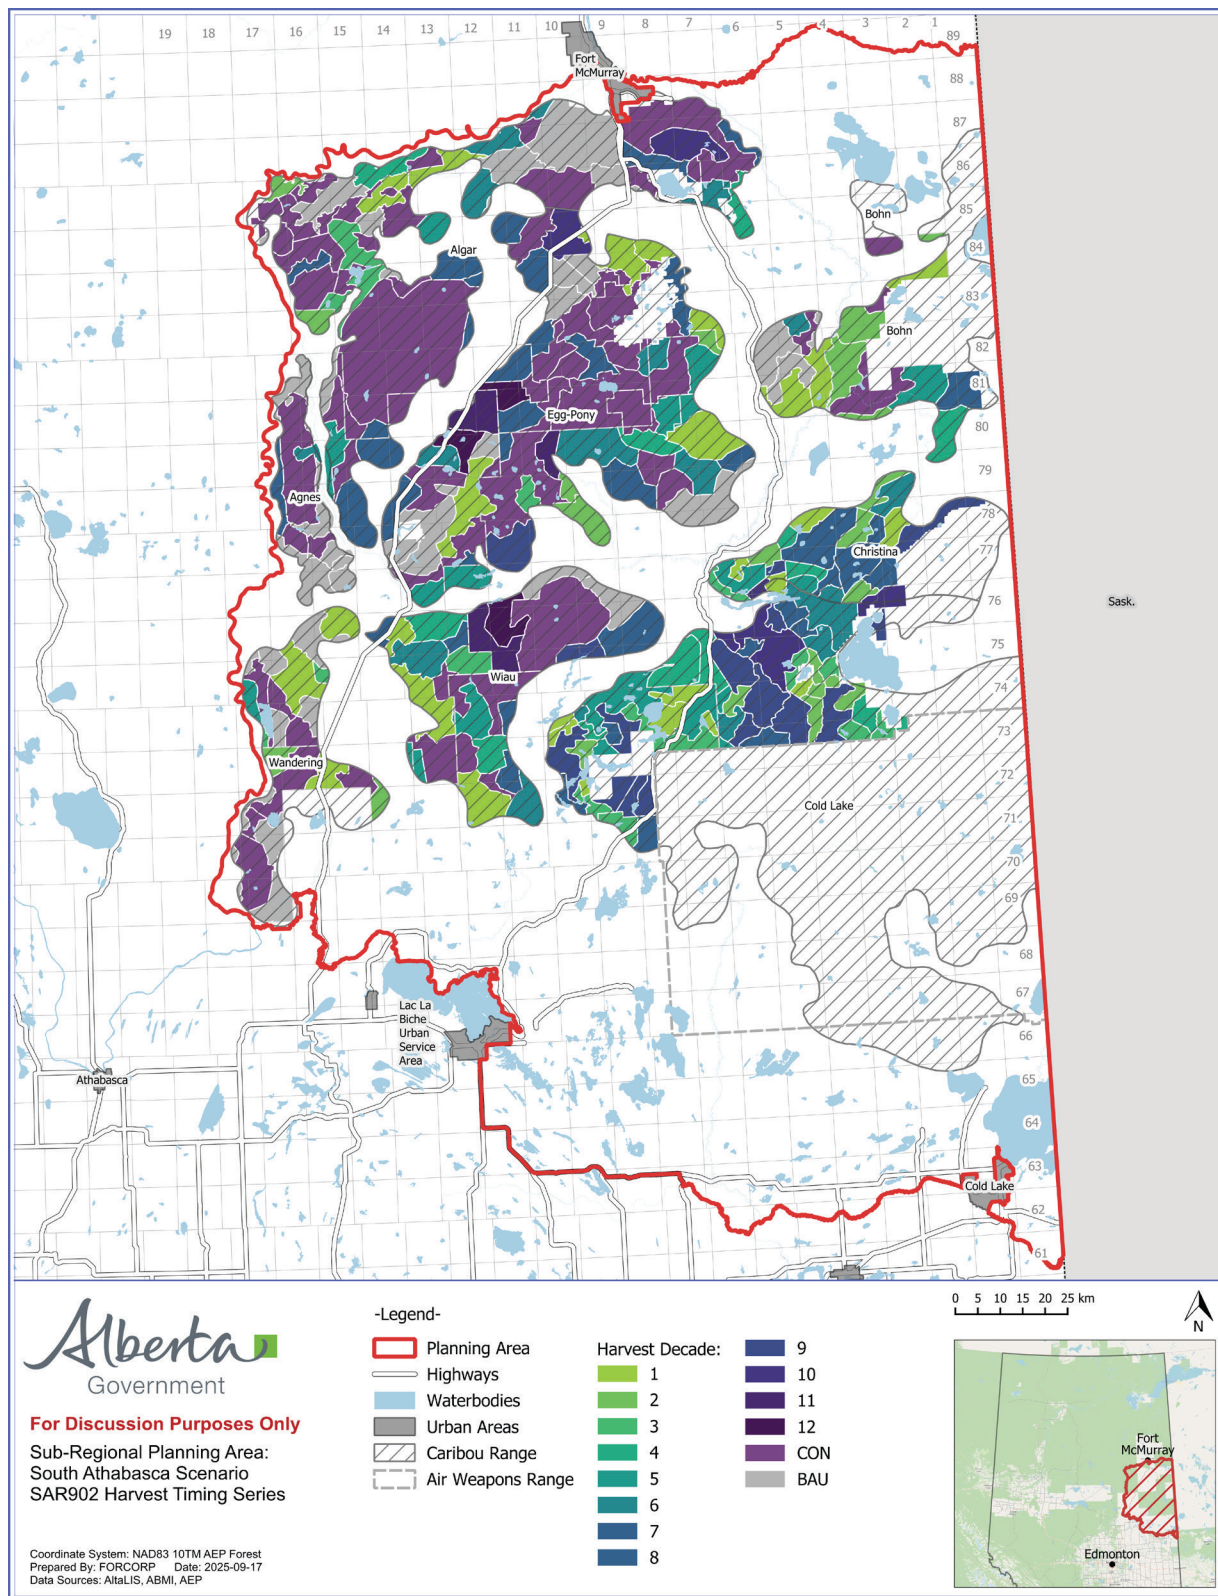 19 18 17 16 15 14 13 12 11 10 9 8 7 6 5 4 3 2 1
89
Fort
McMurray
88
87
86
85
Bohn
84
Algar
83
Bohn
82
81
Egg-Pony
80
79
Agnes
78
Christina
77
76
Sask.
75
Wiau
74
73
Wandering
72
Cold Lake
71
70
69
68
67
Lac La
Biche
Urban
Service
Area
66
65
Athabasca
64
63
Cold Lake
62
61
Alberta
Government
For Discussion Purposes Only
Sub-Regional Planning Area:
South Athabasca Scenario
SAR902 Harvest Timing Series
Coordinate System: NAD83 10TM AEP Forest
Prepared By: FORCORP Date: 2025-09-17
Data Sources: AltaLIS, ABMI, AEP
-Legend-
Planning Area
Highways
Waterbodies
Urban Areas
Caribou Range
Air Weapons Range
Harvest Decade:
1
2
3
4
5
6
7
8
9
10
11
12
CON
BAU
0 5 10 15 20 25 km
N
Fort
McMurray
Edmonton